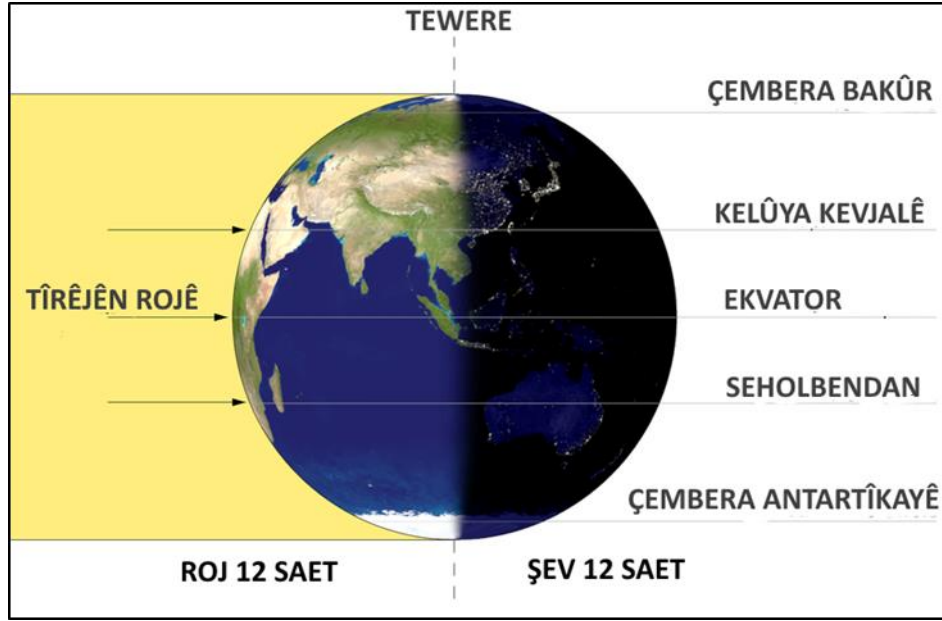 TEWERE
ÇEMBERA BAKÛR
KELÛYA KEVJALÊ
TÎRÊJÊN ROJÊ
EKVATOR
SEHOLBENDAN
ÇEMBERA ANTARTÎKAYÊ
ROJ 12 SAET
ŞEV 12 SAET